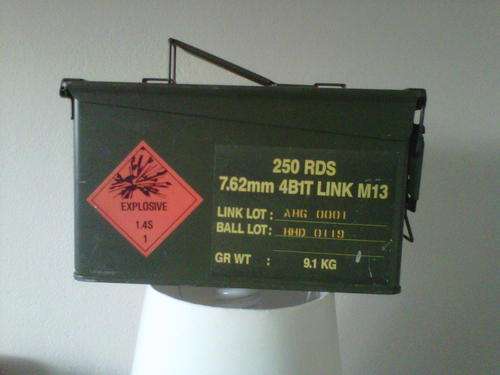 EXPLOSIVE
1.4S
1
250 RDS
7.62mm 4B1T LINK M13
LINK LOT : AHG 0001
BALL LOT : HHD 0119
GR WT : 9.1 KG